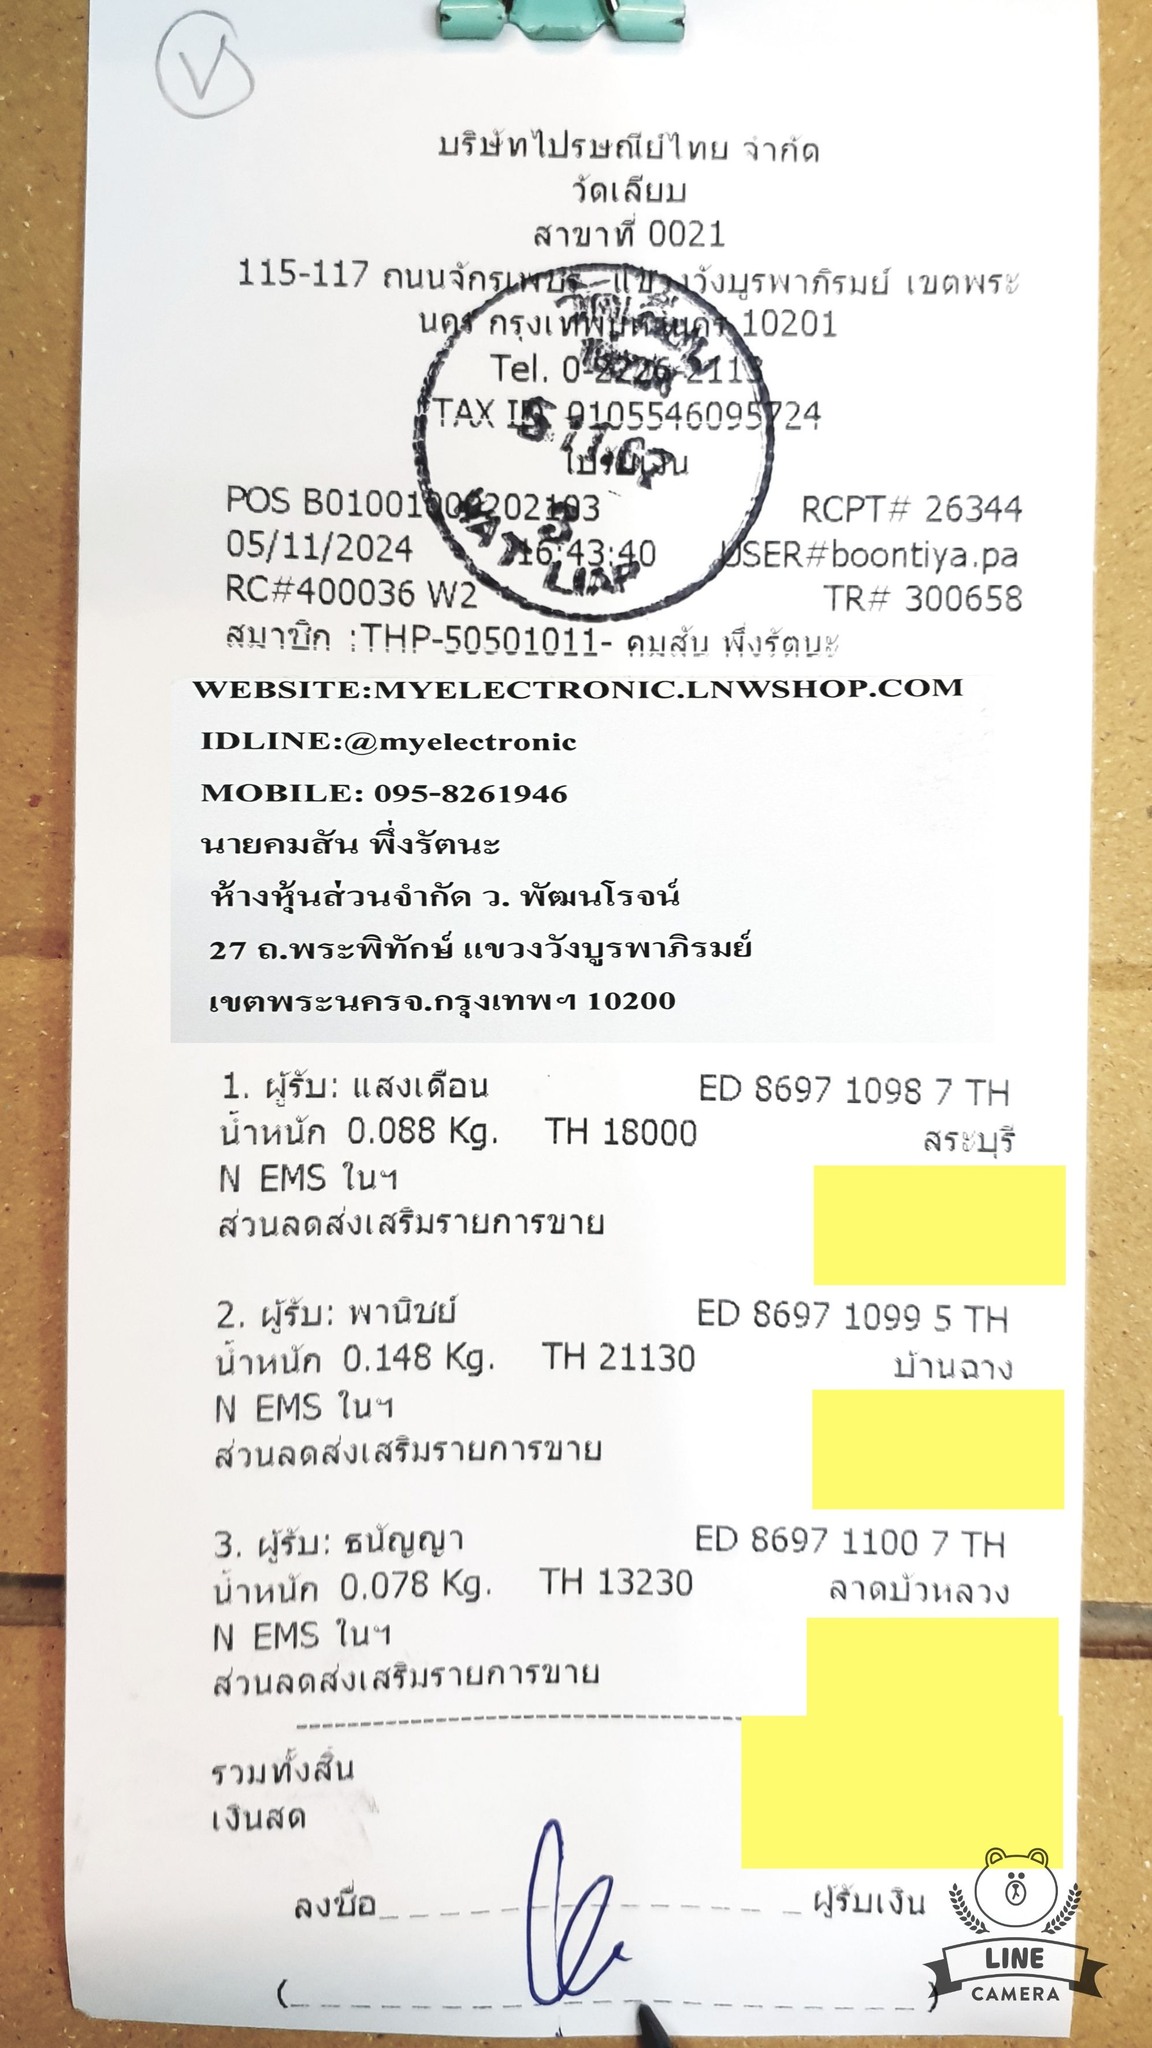 บริษัทไปรษณีย์ไทย จำกัด
วัดเลียบ
สาขาที่ 0021
115-117 ถนนจักรเพชร แขวงวังบูรพาภิรมย์ เขตพระ
นคร กรุงเทพมหานคร 10201
Tel. 0-2226-2113
TAX ID 0105546095724
ใบรับเงิน
POS RCPT# 26344
05/11/2024 16:43:40 USER#boontiya.pa
RC#400036 W2 TR# 300658
สมาชิก :THP-50501011- คมสัน พึ่งรัตนะ
WEBSITE:MYELECTRONIC.LNWSHOP.COM
IDLINE:@myelectronic
MOBILE: 095-8261946
นายคมสัน พึ่งรัตนะ
ห้างหุ้นส่วนจำกัด ว. พัฒนโรจน์
27 ถ.พระพิทักษ์ แขวงวังบูรพาภิรมย์
เขตพระนครจ.กรุงเทพฯ 10200
1. ผู้รับ: แสงเดือน ED 8697 1098 7 TH
น้ำหนัก 0.088 Kg. TH 18000 สระบุรี
N EMS ในฯ
ส่วนลดส่งเสริมรายการขาย
2. ผู้รับ: พานิชย์ ED 8697 1099 5 TH
น้ำหนัก 0.148 Kg. TH 21130 บ้านฉาง
N EMS ในฯ
ส่วนลดส่งเสริมรายการขาย
3. ผู้รับ: ธนัญญา ED 8697 1100 7 TH
น้ำหนัก 0.078 Kg. TH 13230 ลาดบัวหลวง
N EMS ในฯ
ส่วนลดส่งเสริมรายการขาย
รวมทั้งสิ้น
เงินสด
ลงชื่อ ผู้รับเงิน
LINE
CAMERA